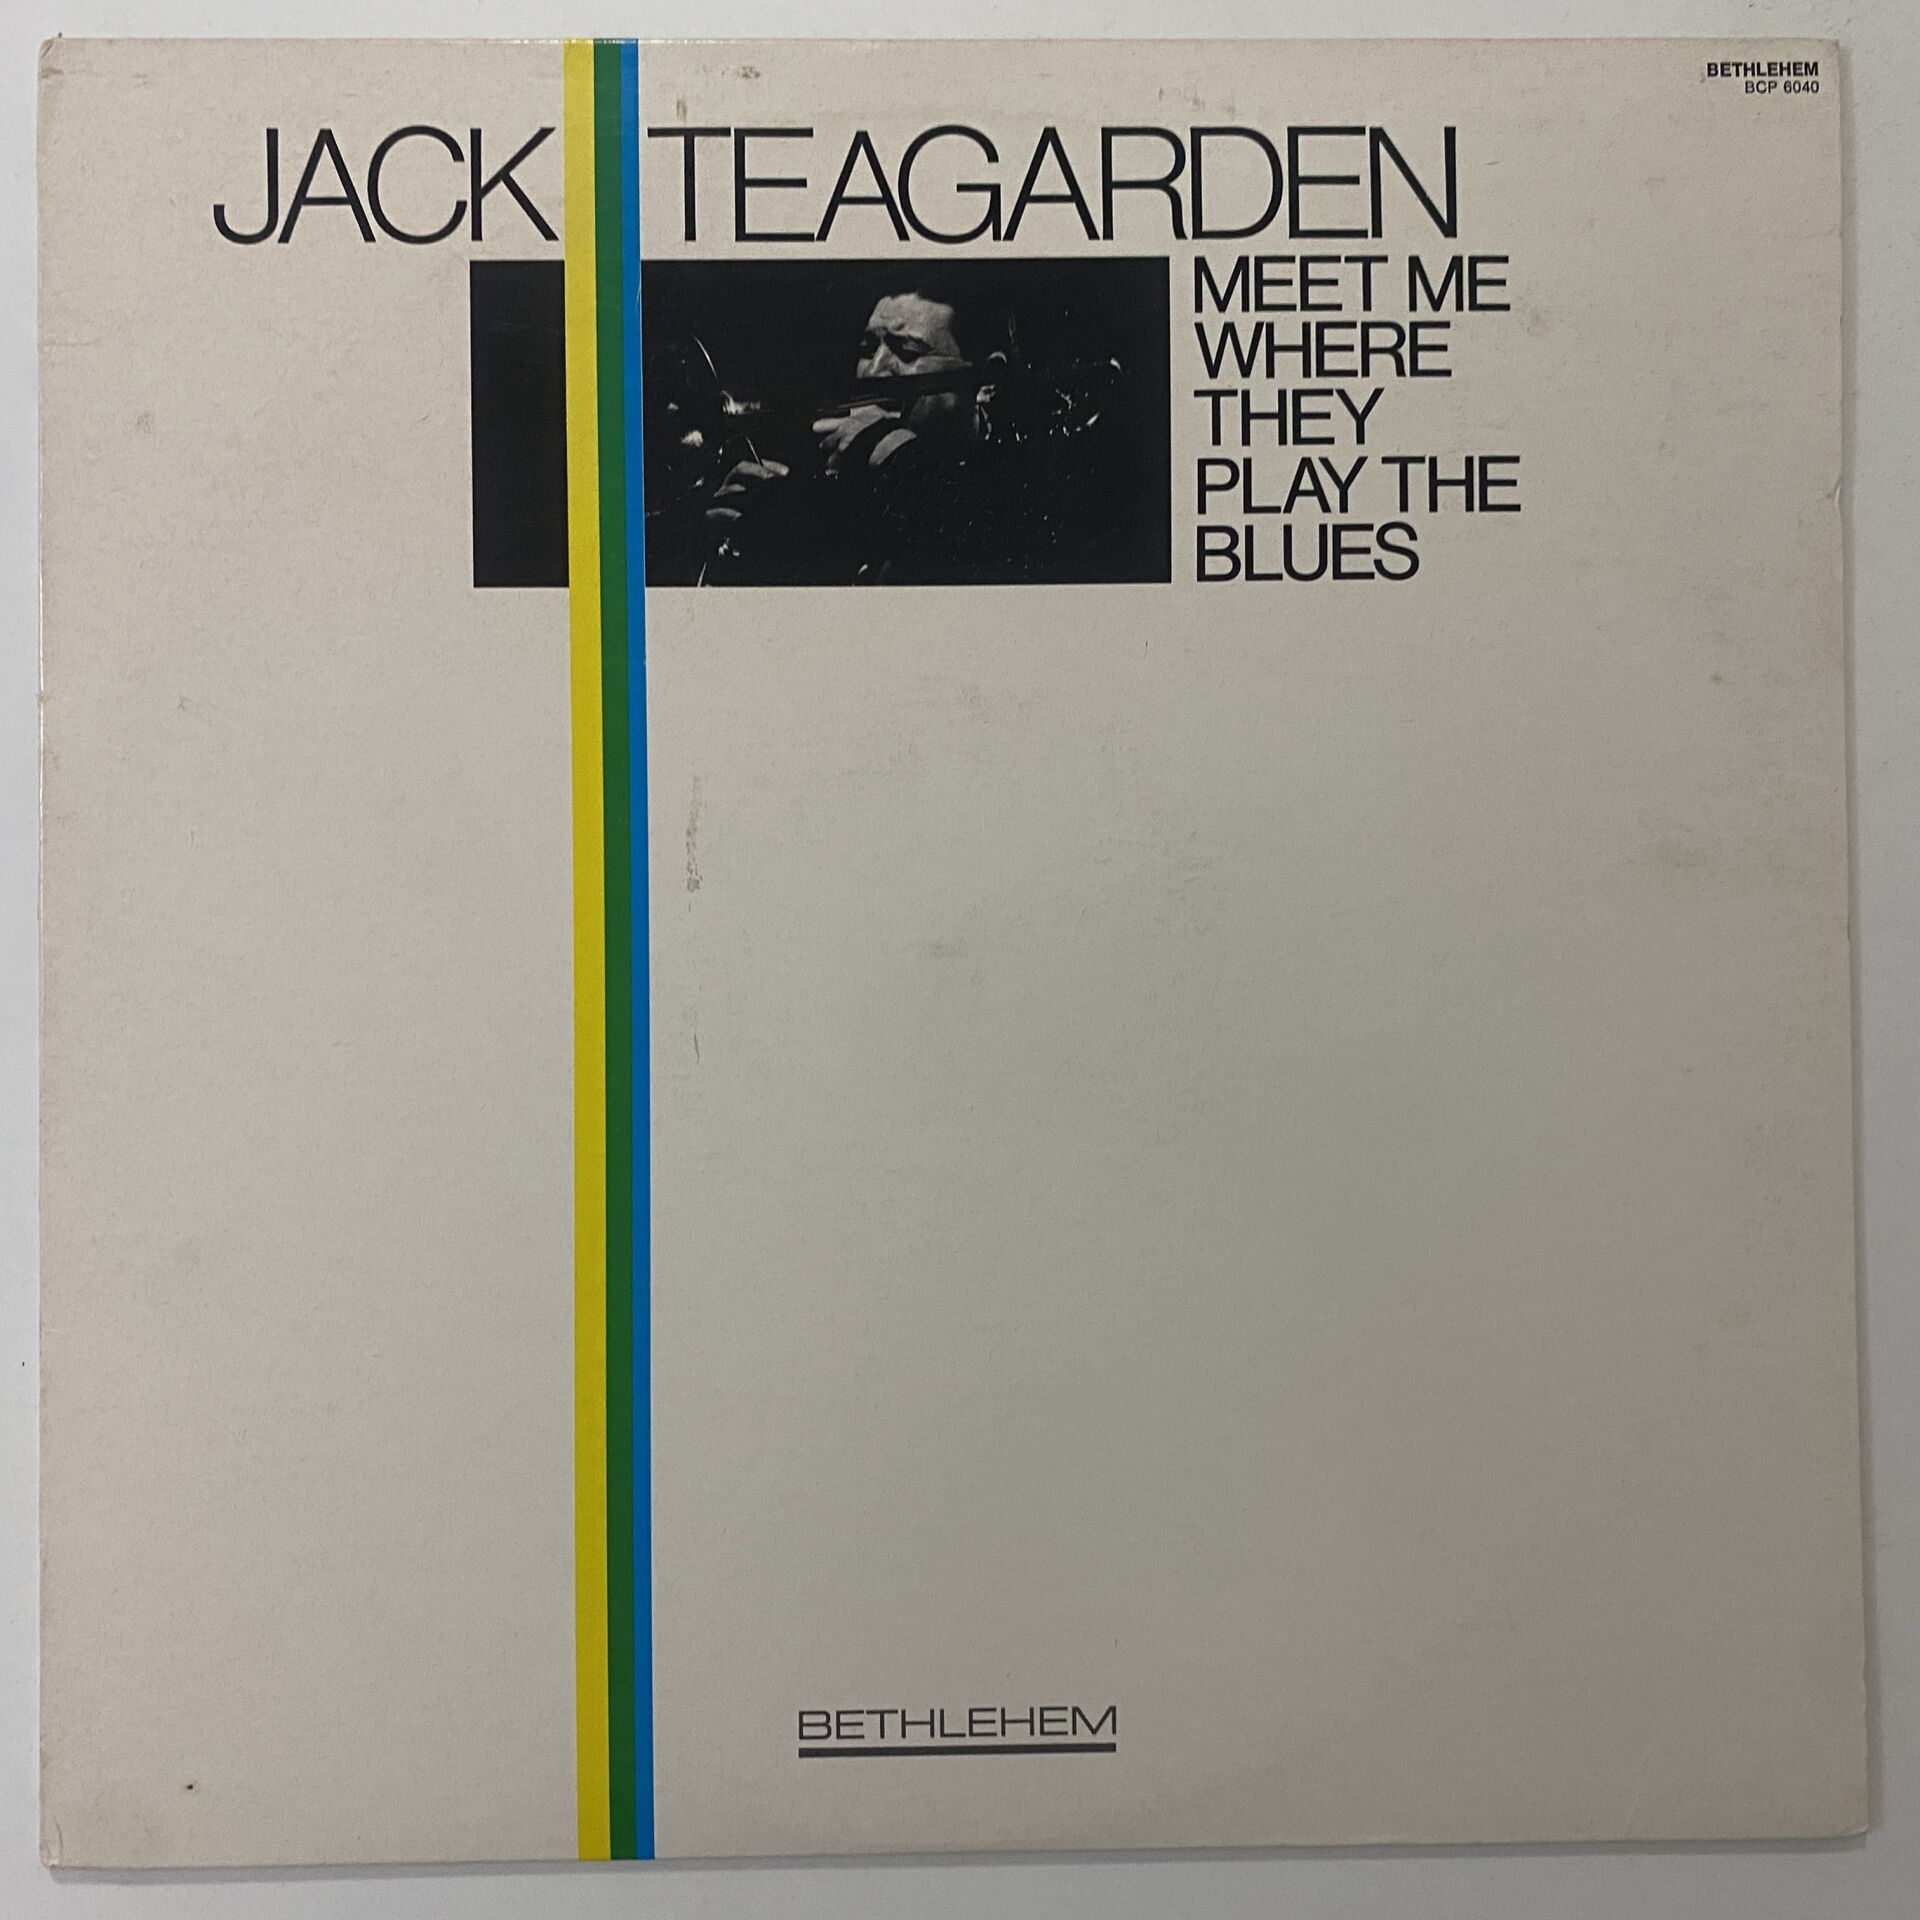 BETHLEHEM
BCP 6040
JACK TEAGARDEN
MEET ME
WHERE
THEY
PLAY THE
BLUES
BETHLEHEM